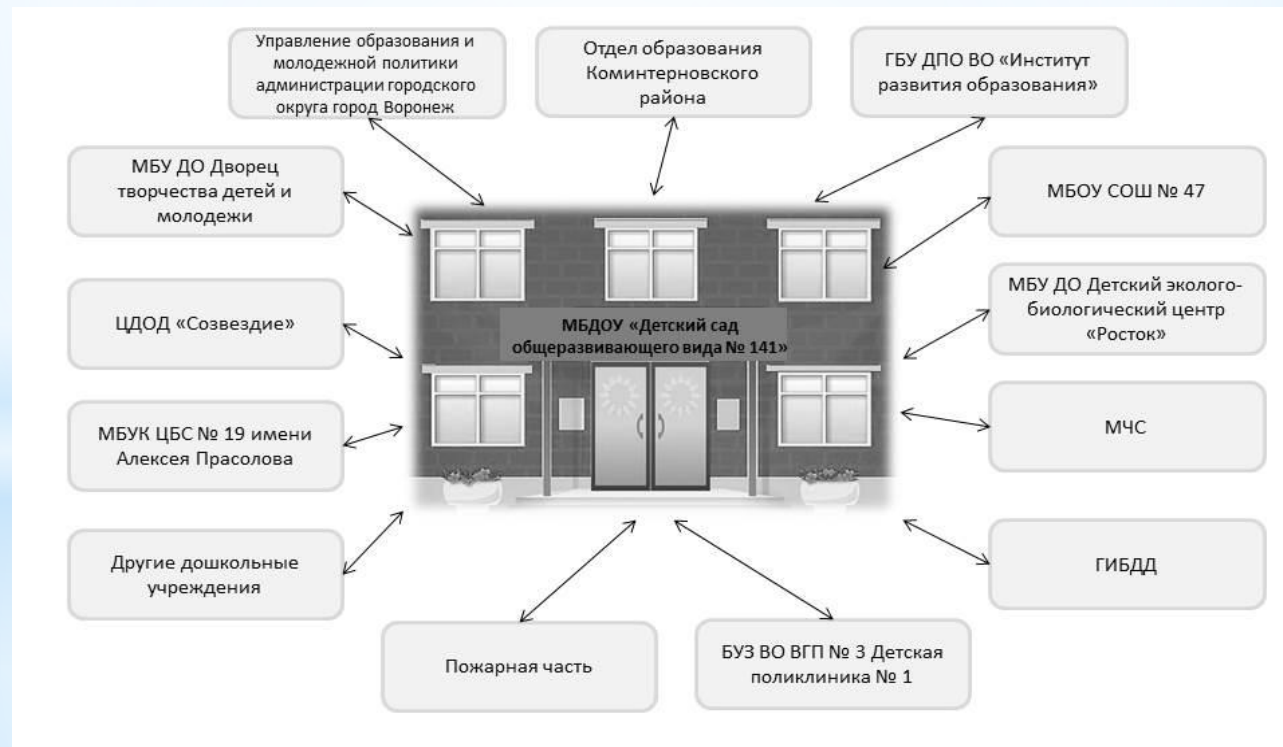 Управление образования и
молодежной политики
администрации городского
округа город Воронеж
Отдел образования
Коминтерновского
района
ГБУ ДПО ВО «Институт
развития образования»
МБУ ДО Дворец
творчества детей и
молодежи
МБОУ СОШ № 47
ЦДОД «Созвездие»
МБДОУ «Детский сад
общеразвивающего вида № 141»
МБУ ДО Детский эколого-
биологический центр
«Росток»
МБУК ЦБС № 19 имени
Алексея Прасолова
МЧС
Другие дошкольные
учреждения
ГИБДД
Пожарная часть
БУЗ ВО ВГП № 3 Детская
поликлиника № 1